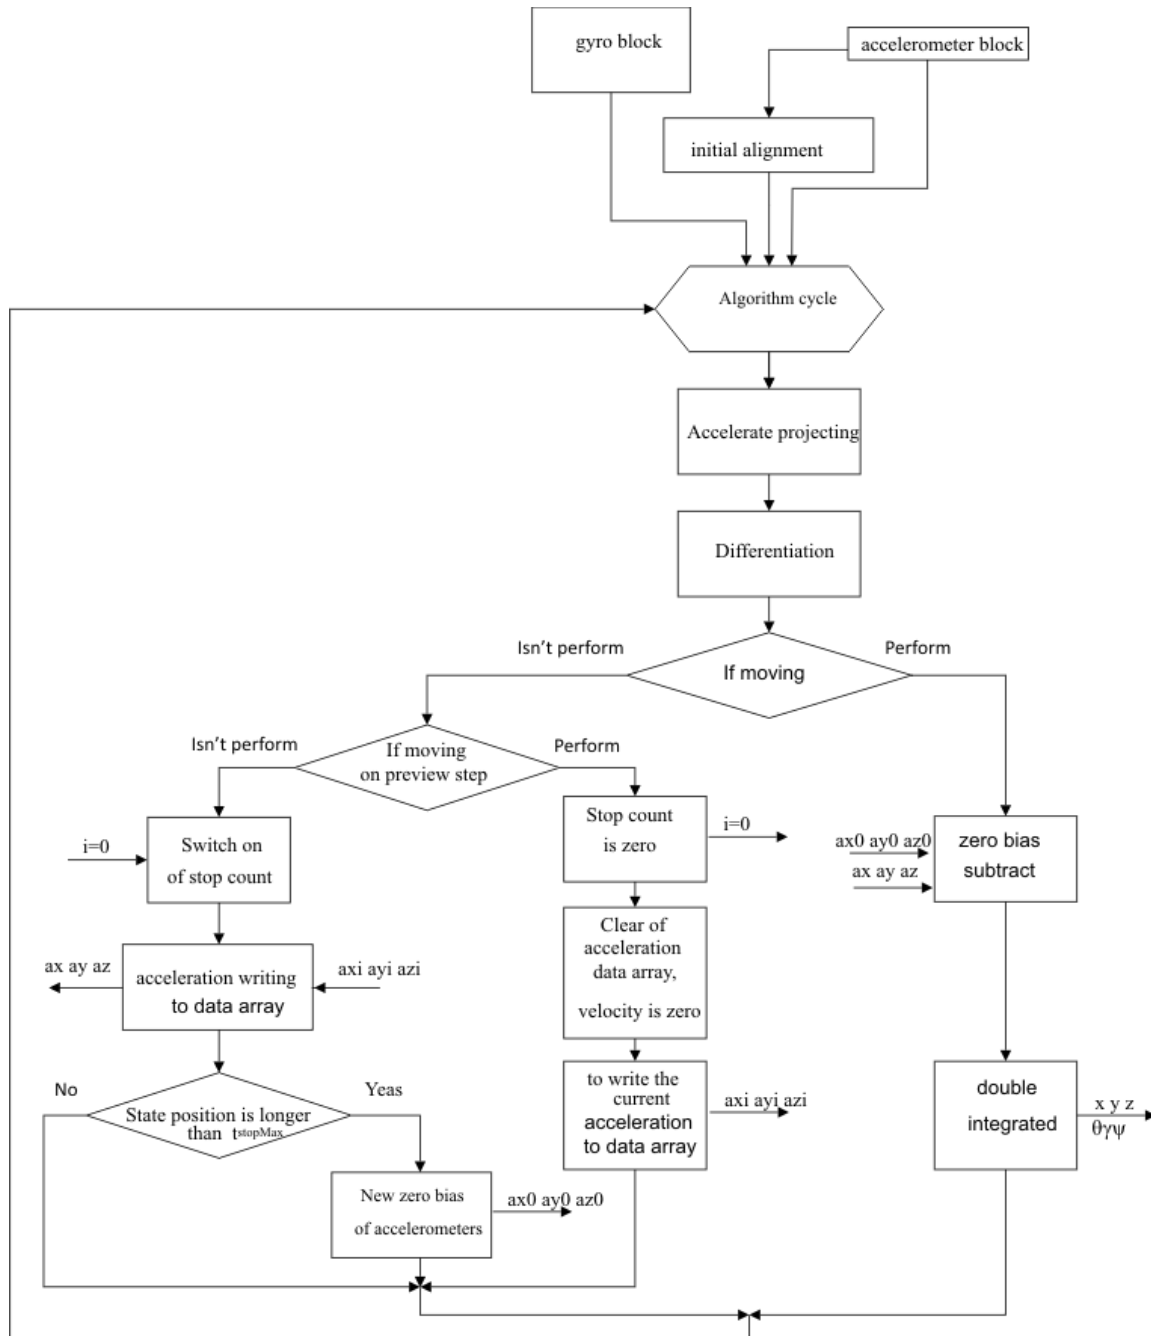 gyro block
accelerometer block
initial alignment
Algorithm cycle
Accelerate projecting
Differentiation
Isn't perform
Perform
If moving
Isn't perform
Perform
If moving
on preview step
i=0
Switch on
of stop count
Stop count
is zero
i=0
ax0 ay0 az0
ax ay az
zero bias
subtract
Clear of
acceleration
data array,
velocity is zero
ax ay az
axi ayi azi
acceleration writing
to data array
No
Yeas
State position is longer
than tstopMax
to write the
current
acceleration
to data array
axi ayi azi
double
integrated
x y z
θγψ
New zero bias
of accelerometers
ax0 ay0 az0